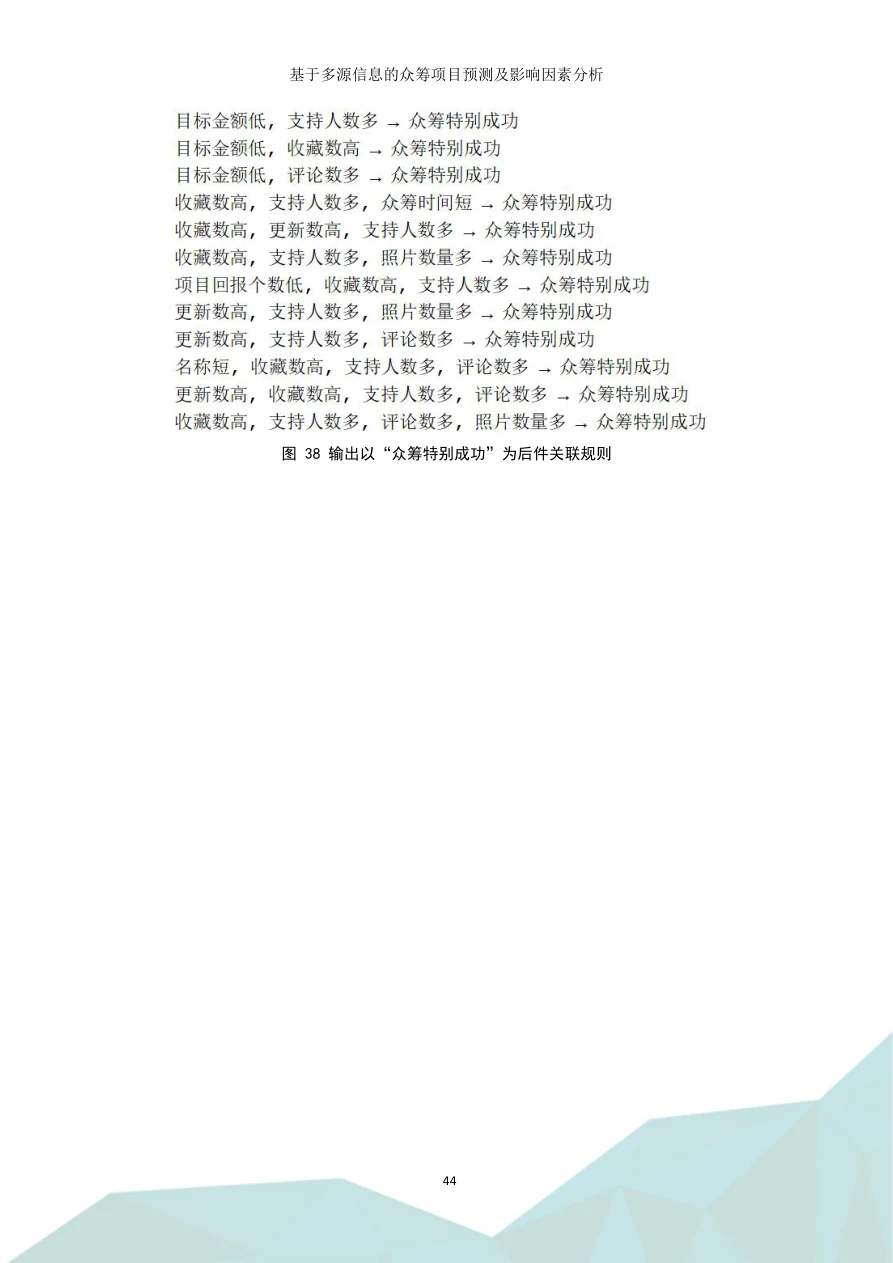 基于多源信息的众筹项目预测及影响因素分析
目标金额低, 支持人数多 → 众筹特别成功
目标金额低, 收藏数高 → 众筹特别成功
目标金额低, 评论数多 → 众筹特别成功
收藏数高, 支持人数多, 众筹时间短 → 众筹特别成功
收藏数高, 更新数高, 支持人数多 → 众筹特别成功
收藏数高, 支持人数多, 照片数量多 → 众筹特别成功
项目回报个数低, 收藏数高, 支持人数多 → 众筹特别成功
更新数高, 支持人数多, 照片数量多 → 众筹特别成功
更新数高, 支持人数多, 评论数多 → 众筹特别成功
名称短, 收藏数高, 支持人数多, 评论数多 → 众筹特别成功
更新数高, 收藏数高, 支持人数多, 评论数多 → 众筹特别成功
收藏数高, 支持人数多, 评论数多, 照片数量多 → 众筹特别成功
图 38 输出以“众筹特别成功”为后件关联规则
44